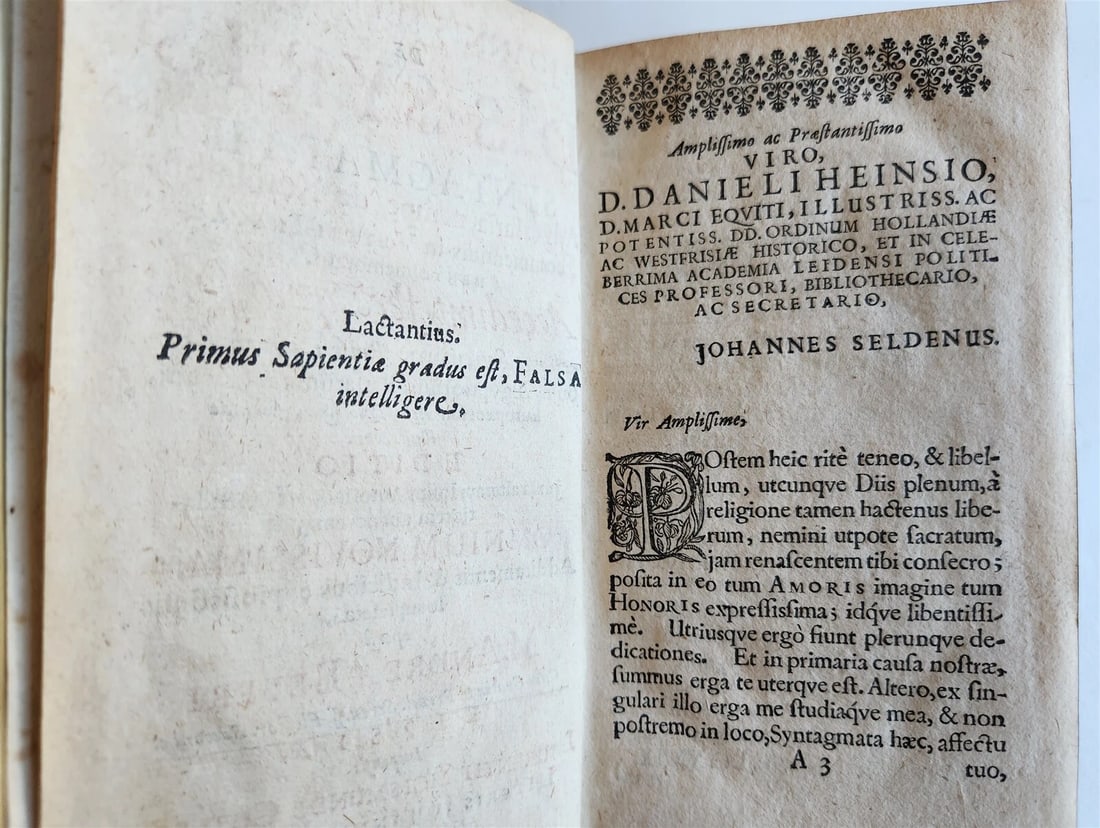 Lactantius.
Primus Sapientiæ gradus est, FALSA
intelligere.
Ampliſſimo ac Præſtantiſſimo
VIRO,
D. DANIELI HEINSIO,
D. MARCI EQVITI, ILLUSTRISS. AC
POTENTISS. DD. ORDINUM HOLLANDIÆ
AC WESTFRISIÆ HISTORICO, ET IN CELE-
BERRIMA ACADEMIA LEIDENSI POLITI-
CES PROFESSORI, BIBLIOTHECARIO,
AC SECRETARIO,
JOHANNES SELDENUS.
Vir Ampliſſime,
POſtem heic ritè teneo, & libel-
lum, utcunqve Diis plenum, à
religione tamen hactenus libe-
rum, nemini utpote ſacratum,
jam renaſcentem tibi conſecro;
poſita in eo tum AMORIS imagine tum
HONORIS expreſſiſſima; idqve libentiſſi-
mè. Utriusqve ergò fiunt plerunqve de-
dicationes. Et in primaria cauſa noſtræ,
ſummus erga te uterqve eſt. Altero, ex ſin-
gulari illo erga me ſtudiaqve mea, & non
poſtremo in loco, Syntagmata hæc, affectu
A 3 tuo,